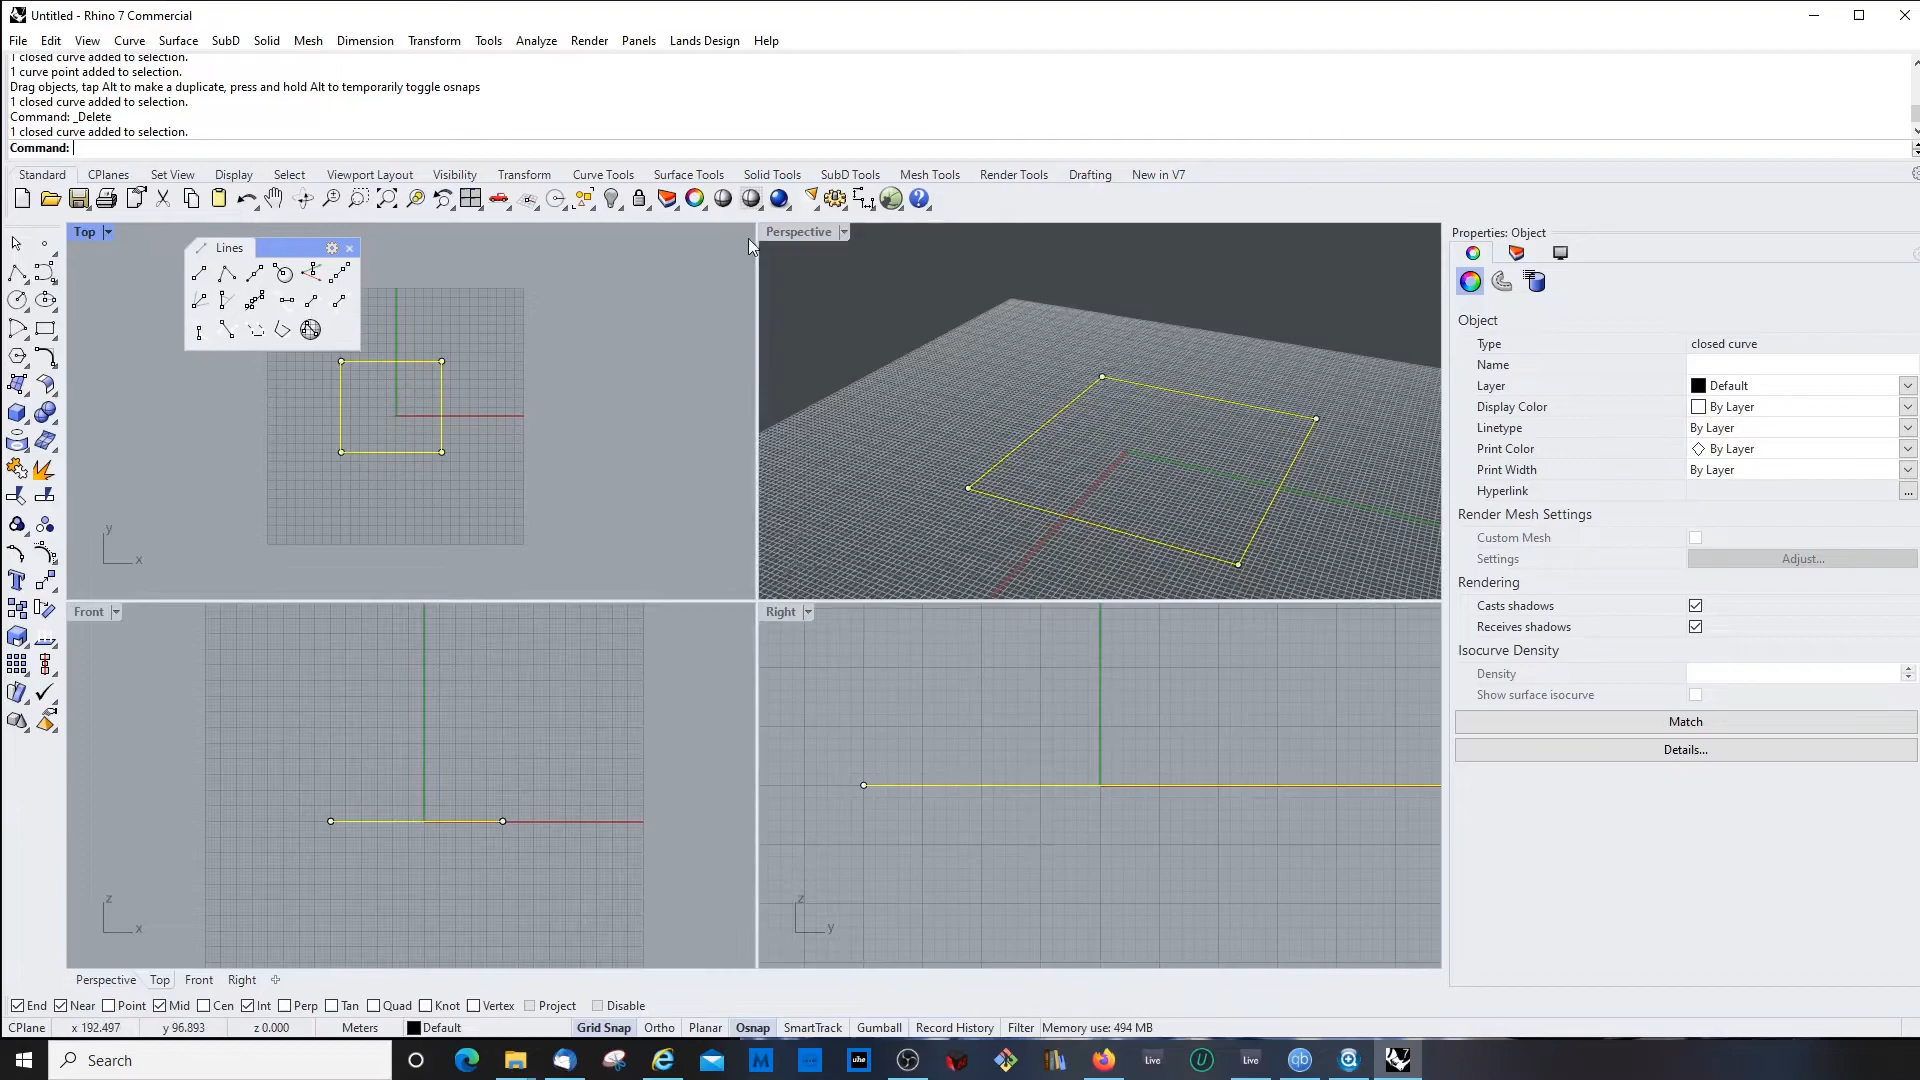 Untitled - Rhino 7 Commercial
File Edit View Curve Surface SubD Solid Mesh Dimension Transform Tools Analyze Render Panels Lands Design Help
1 closed curve added to selection.
1 curve point added to selection.
Drag objects, tap Alt to make a duplicate, press and hold Alt to temporarily toggle osnaps
1 closed curve added to selection.
Command: _Delete
1 closed curve added to selection.
Command:
Standard CPlanes Set View Display Select Viewport Layout Visibility Transform Curve Tools Surface Tools Solid Tools SubD Tools Mesh Tools Render Tools Drafting New in V7
Top
Lines
y
x
Perspective
Front
z
x
Right
z
y
Properties: Object
Object
Type closed curve
Name
Layer Default
Display Color By Layer
Linetype By Layer
Print Color By Layer
Print Width By Layer
Hyperlink ...
Render Mesh Settings
Custom Mesh
Settings Adjust...
Rendering
Casts shadows
Receives shadows
Isocurve Density
Density
Show surface isocurve
Match
Details...
Perspective Top Front Right
End Near Point Mid Cen Int Perp Tan Quad Knot Vertex Project Disable
CPlane x 192.497 y 96.893 z 0.000 Meters Default Grid Snap Ortho Planar Osnap SmartTrack Gumball Record History Filter Memory use: 494 MB
Search M uhe Live U Live qb